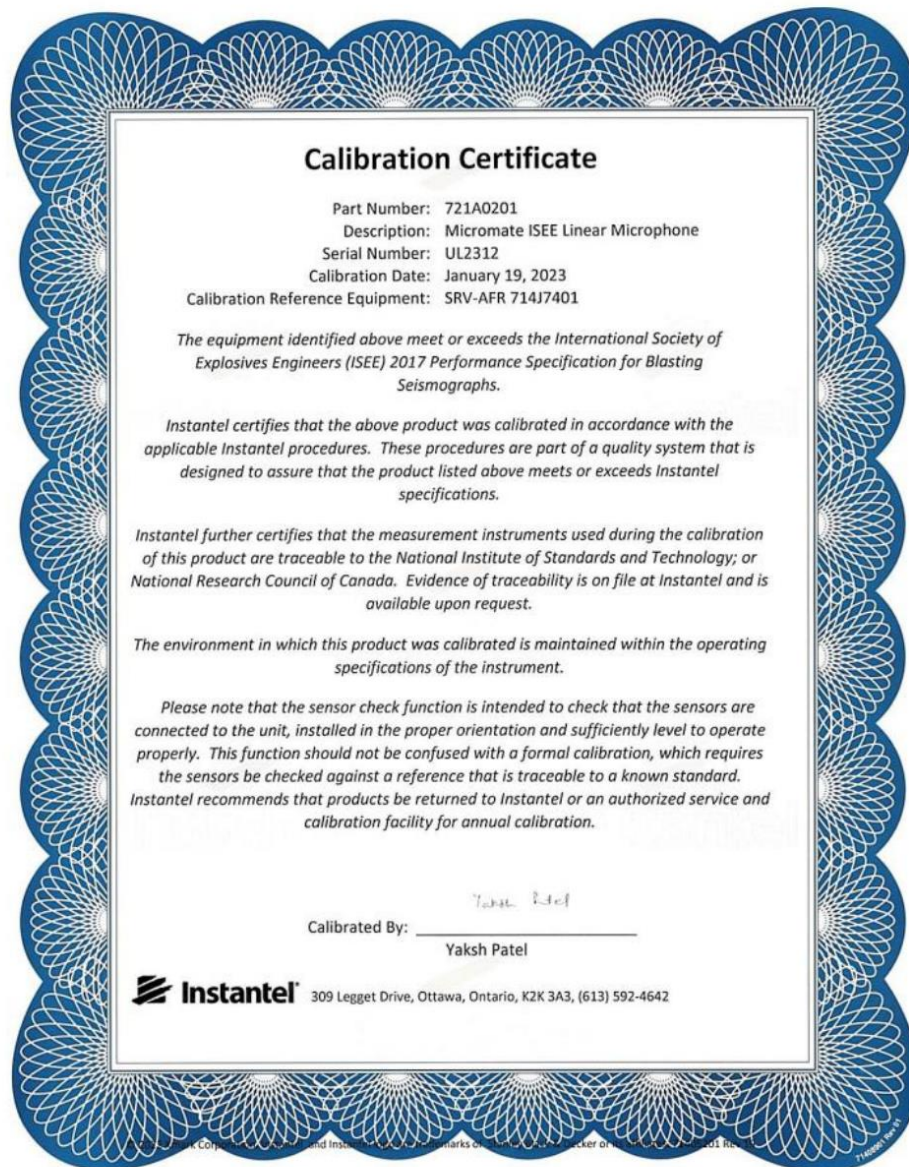 Calibration Certificate
Part Number: 721A0201
Description: Micromate ISEE Linear Microphone
Serial Number: UL2312
Calibration Date: January 19, 2023
Calibration Reference Equipment: SRV-AFR 714J7401
The equipment identified above meet or exceeds the International Society of
Explosives Engineers (ISEE) 2017 Performance Specification for Blasting
Seismographs.
Instantel certifies that the above product was calibrated in accordance with the
applicable Instantel procedures. These procedures are part of a quality system that is
designed to assure that the product listed above meets or exceeds Instantel
specifications.
Instantel further certifies that the measurement instruments used during the calibration
of this product are traceable to the National Institute of Standards and Technology; or
National Research Council of Canada. Evidence of traceability is on file at Instantel and is
available upon request.
The environment in which this product was calibrated is maintained within the operating
specifications of the instrument.
Please note that the sensor check function is intended to check that the sensors are
connected to the unit, installed in the proper orientation and sufficiently level to operate
properly. This function should not be confused with a formal calibration, which requires
the sensors be checked against a reference that is traceable to a known standard.
Instantel recommends that products be returned to Instantel or an authorized service and
calibration facility for annual calibration.
Yaksh Patel
Calibrated By:
Yaksh Patel
Instantel 309 Legget Drive, Ottawa, Ontario, K2K 3A3, (613) 592-4642
and marks of